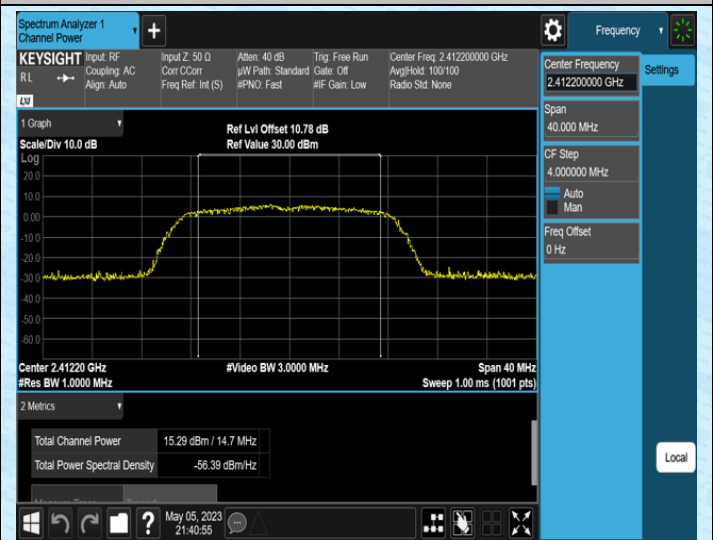 Spectrum Analyzer 1
Channel Power
+
Frequency
KEYSIGHT
RL
LXI
Input: RF
Coupling: AC
Align: Auto
Input Z: 50 Ω
Corr CCorr
Freq Ref: Int (S)
Atten: 40 dB
µW Path: Standard
#PNO: Fast
Trig: Free Run
Gate: Off
#IF Gain: Low
Center Freq: 2.412200000 GHz
Avg|Hold: 100/100
Radio Std: None
Center Frequency
2.412200000 GHz
Settings
Span
40.000 MHz
CF Step
4.000000 MHz
Auto
Man
Freq Offset
0 Hz
Local
1 Graph
Scale/Div 10.0 dB
Ref Lvl Offset 10.78 dB
Ref Value 30.00 dBm
Log
20.0
10.0
0.00
-10.0
-20.0
-30.0
-40.0
-50.0
-60.0
Center 2.41220 GHz
#Res BW 1.0000 MHz
#Video BW 3.0000 MHz
Span 40 MHz
Sweep 1.00 ms (1001 pts)
2 Metrics
Total Channel Power 15.29 dBm / 14.7 MHz
Total Power Spectral Density -56.39 dBm/Hz
?
May 05, 2023
21:40:55